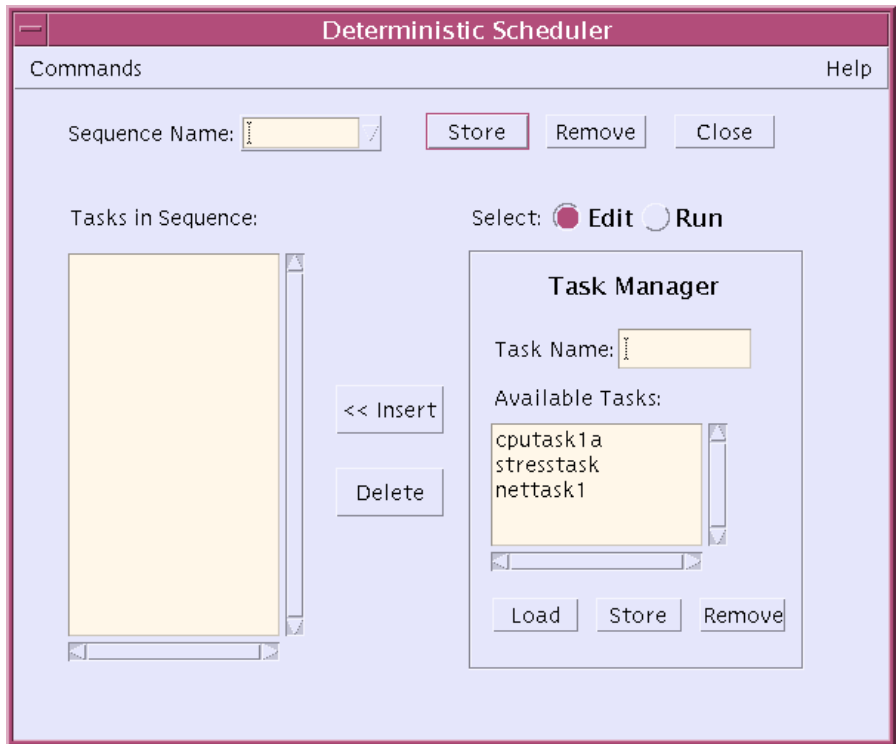 Deterministic Scheduler
Commands Help
Sequence Name: Store Remove Close
Tasks in Sequence: Select: Edit Run
Task Manager
Task Name:
<< Insert Available Tasks:
cputask1a
stresstask
Delete nettask1
Load Store Remove